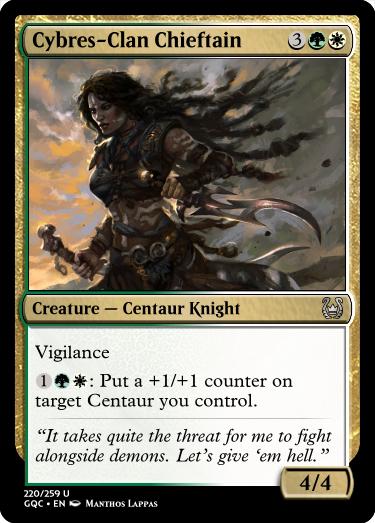 Cybres-Clan Chieftain 3
Creature — Centaur Knight
Vigilance
1: Put a +1/+1 counter on
target Centaur you control.
“It takes quite the threat for me to fight
alongside demons. Let's give 'em hell.”
4/4
220/259 U
GQC • EN Manthos Lappas